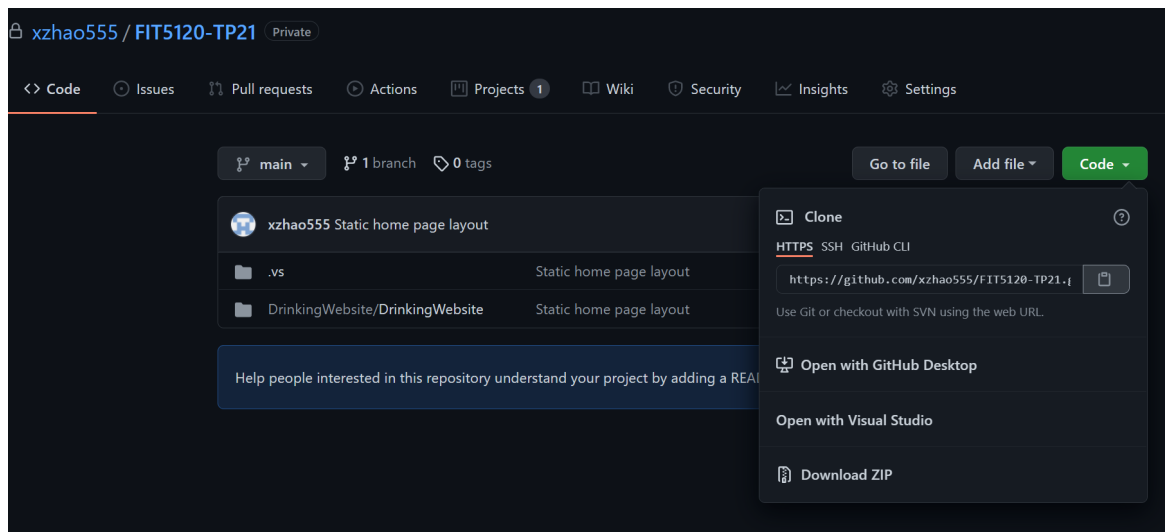 xzhao555 / FIT5120-TP21 Private
Code Issues Pull requests Actions Projects 1 Wiki Security Insights Settings
main 1 branch 0 tags Go to file Add file Code
xzhao555 Static home page layout
.vs Static home page layout
DrinkingWebsite/DrinkingWebsite Static home page layout
Help people interested in this repository understand your project by adding a
Clone
HTTPS SSH GitHub CLI
https://github.com/xzhao555/FIT5120-TP21.
Use Git or checkout with SVN using the web URL.
Open with GitHub Desktop
Open with Visual Studio
Download ZIP